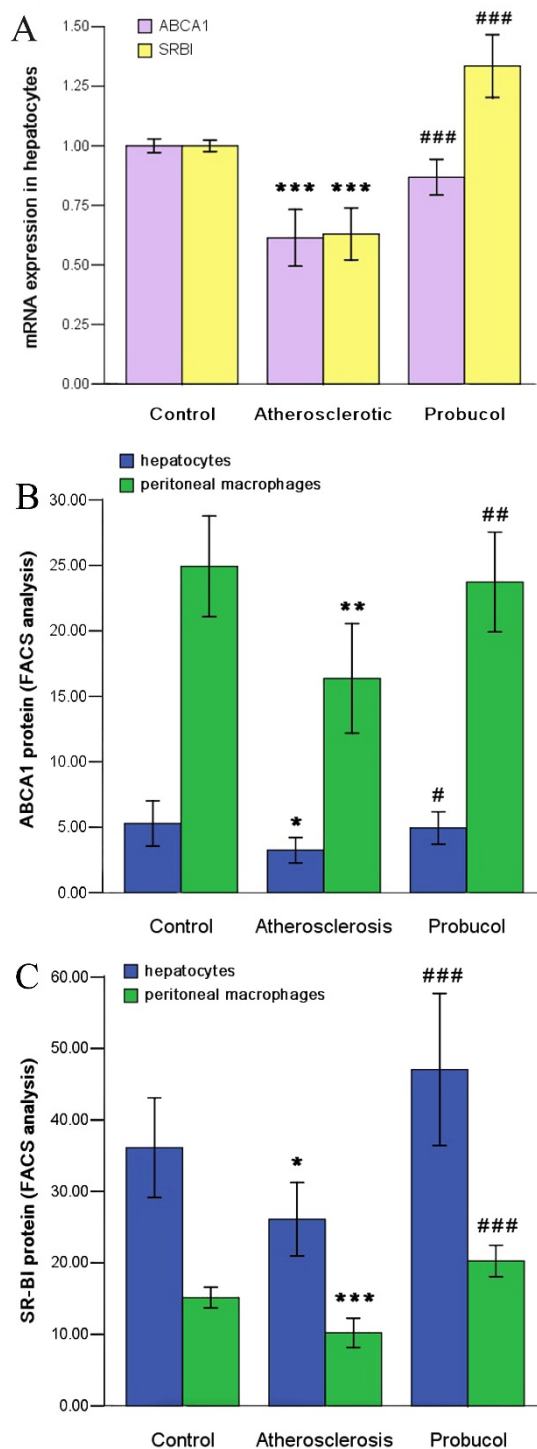 A
ABCA1
SRBI
mRNA expression in hepatocytes
1.50
1.25
1.00
0.75
0.50
0.25
0.00
***
***
###
###
Control
Atherosclerotic
Probucol
B
hepatocytes
peritoneal macrophages
ABCA1 protein (FACS analysis)
30.00
25.00
20.00
15.00
10.00
5.00
0.00
*
**
#
##
Control
Atherosclerosis
Probucol
C
hepatocytes
peritoneal macrophages
SR-BI protein (FACS analysis)
60.00
50.00
40.00
30.00
20.00
10.00
0.00
*
***
###
###
Control
Atherosclerosis
Probucol